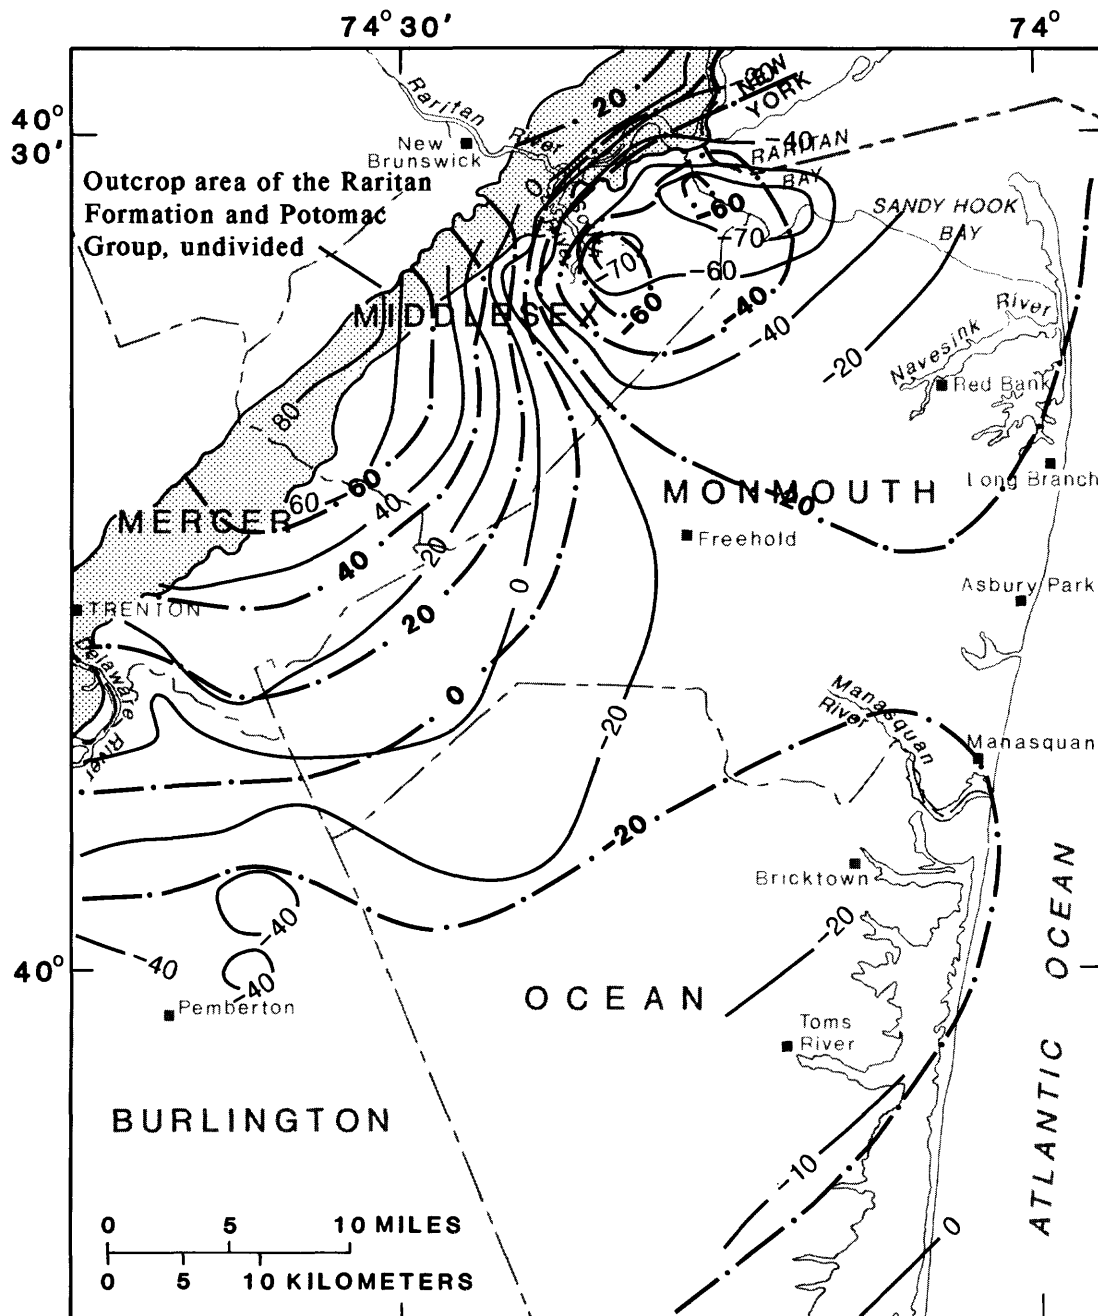 74° 30'
74°
40°
30'
NEW
YORK
Raritan
River
New
Brunswick
20
-40
RARITAN
BAY
Outcrop area of the Raritan
Formation and Potomac
Group, undivided
0
-60
-70
SANDY HOOK
BAY
-70
-60
MIDDLESEX
-60
-40
-40
-20
River
Navesink
Red Bank
80
Long Branch
60
60
40
MONMOUTH
-20
MERCER
Freehold
20
40
0
Asbury Park
TRENTON
20
Delaware
River
0
-20
Manasquan
River
Manasquan
-20
Bricktown
-40
-20
-40
40°
-40
Pemberton
OCEAN
Toms
River
ATLANTIC OCEAN
BURLINGTON
-10
0
0 5 10 MILES
0 5 10 KILOMETERS